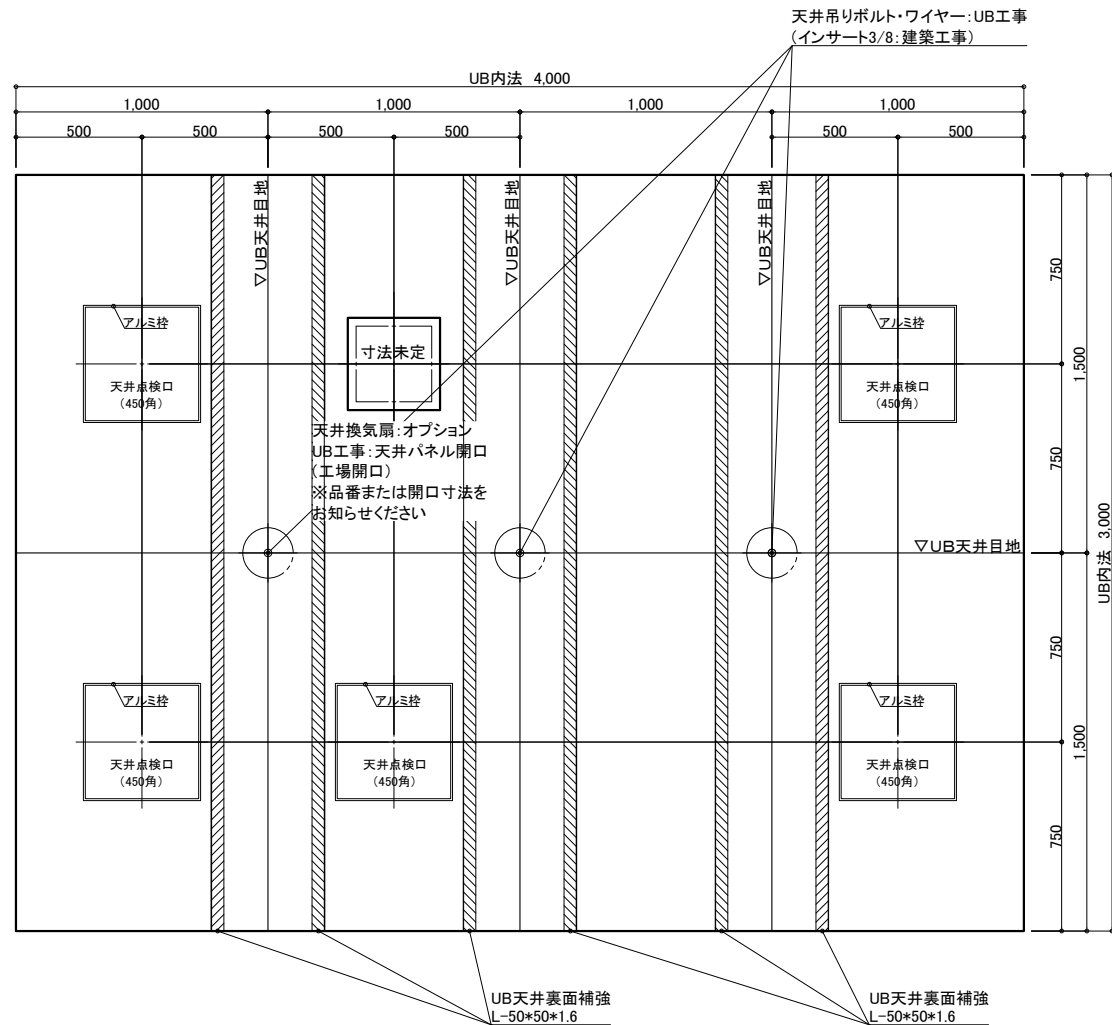 天井吊りボルト・ワイヤー:UB工事
(インサート3/8:建築工事)
UB内法 4,000
1,000
1,000
1,000
1,000
500
500
500
500
500
500
▽UB天井目地
▽UB天井目地
▽UB天井目地
750
1,500
750
UB内法 3,000
750
1,500
750
アルミ枠
天井点検口
(450角)
寸法未定
アルミ枠
天井点検口
(450角)
天井換気扇:オプション
UB工事:天井パネル開口
(工場開口)
※品番または開口寸法を
お知らせください
▽UB天井目地
アルミ枠
天井点検口
(450角)
アルミ枠
天井点検口
(450角)
アルミ枠
天井点検口
(450角)
UB天井裏面補強
L-50*50*1.6
UB天井裏面補強
L-50*50*1.6